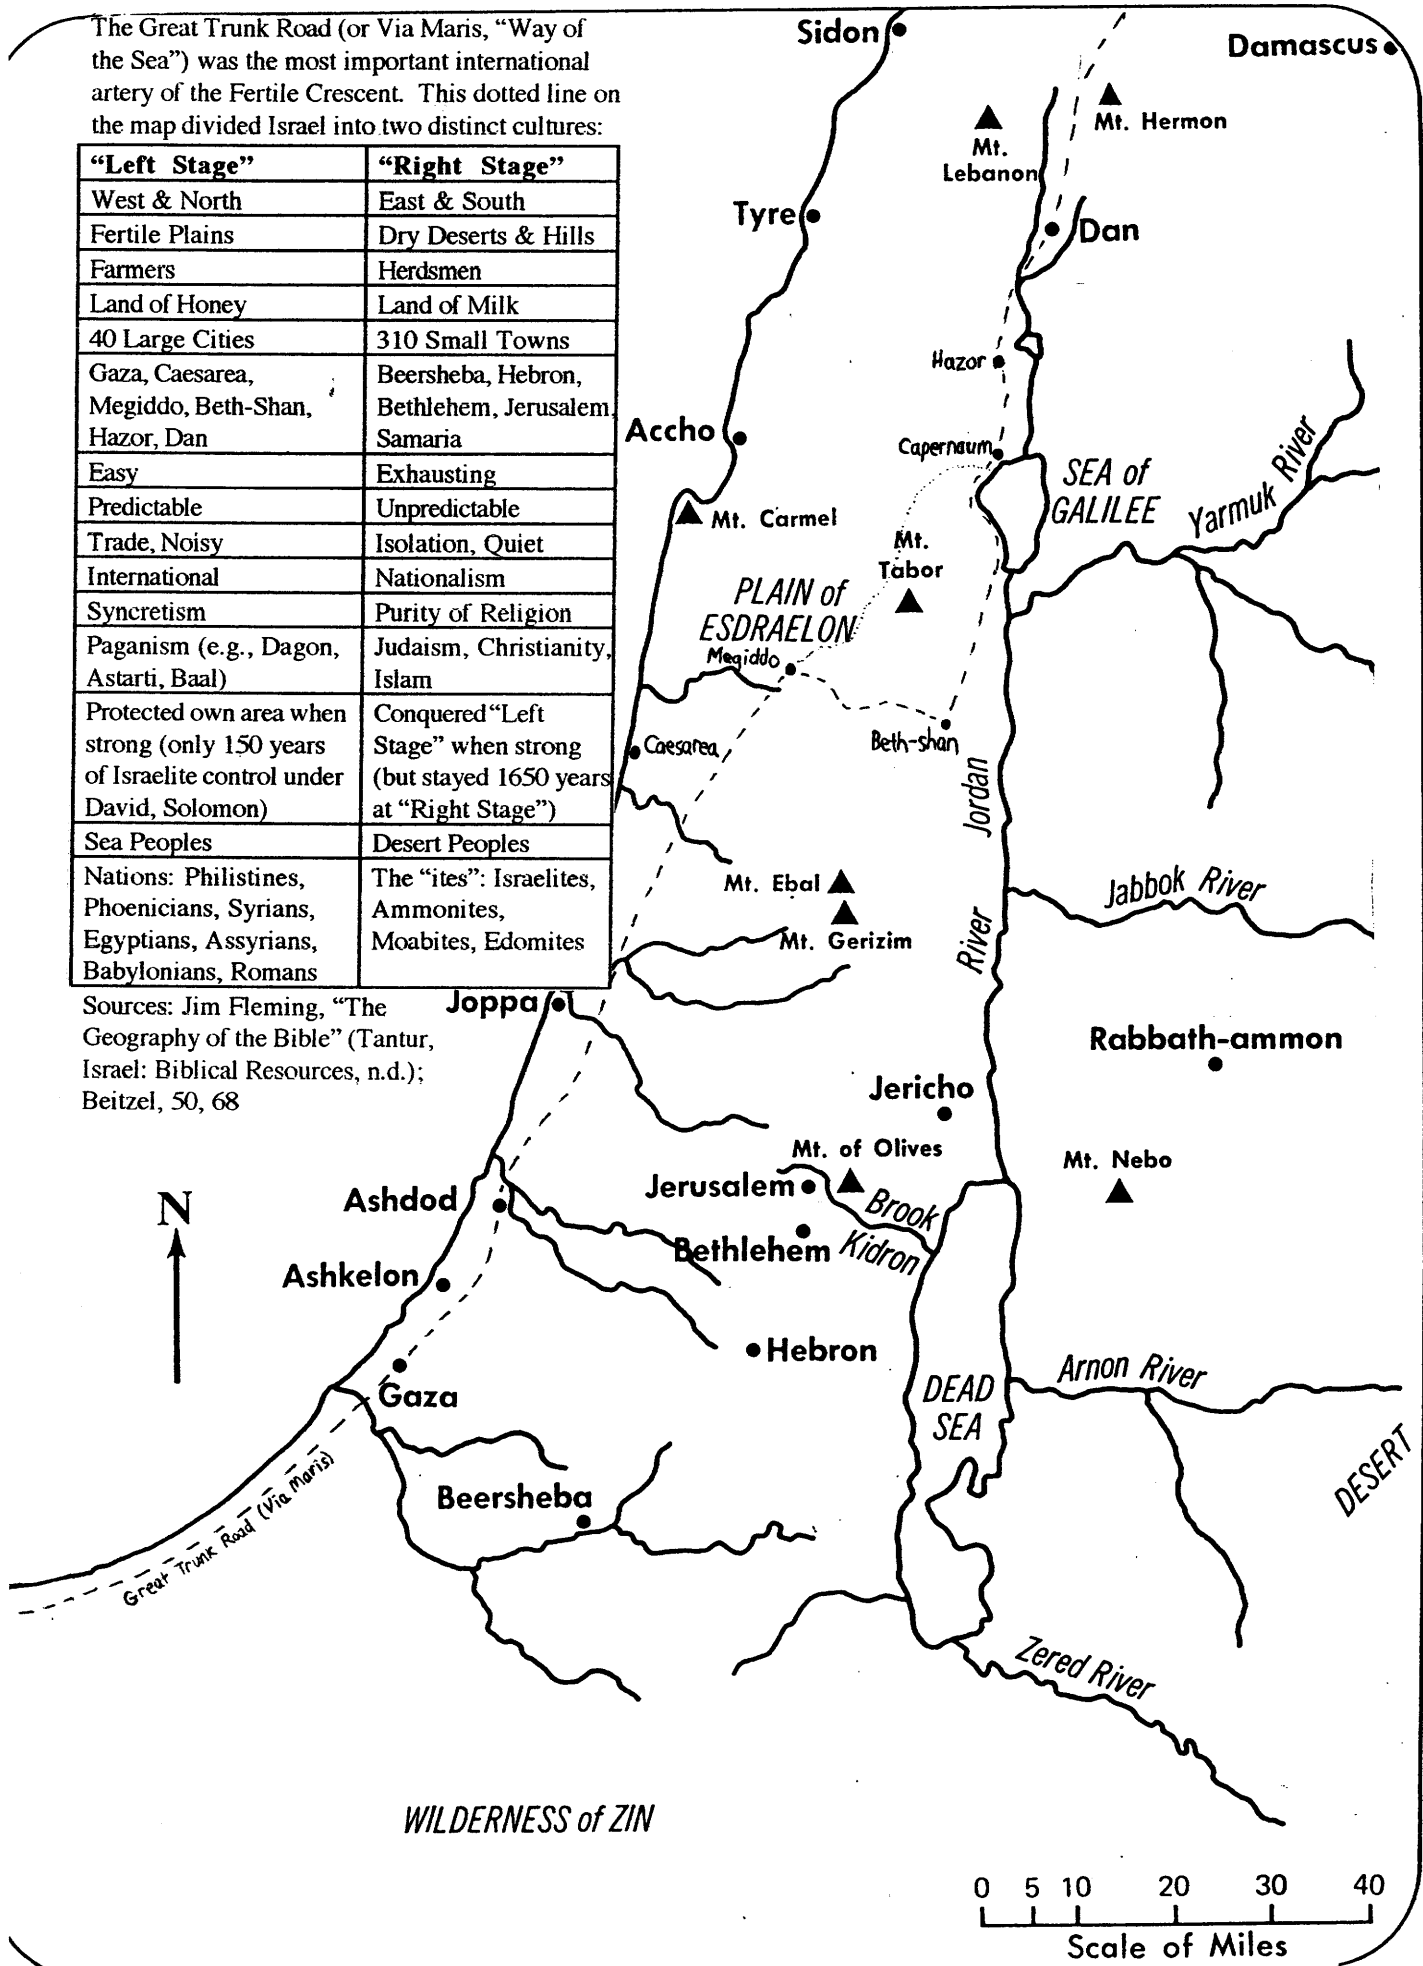 The Great Trunk Road (or Via Maris, “Way of
the Sea”) was the most important international
artery of the Fertile Crescent. This dotted line on
the map divided Israel into two distinct cultures:
“Left Stage” “Right Stage”
West & North East & South
Fertile Plains Dry Deserts & Hills
Farmers Herdsmen
Land of Honey Land of Milk
40 Large Cities 310 Small Towns
Gaza, Caesarea, Beersheba, Hebron,
Megiddo, Beth-Shan, Bethlehem, Jerusalem,
Hazor, Dan Samaria
Easy Exhausting
Predictable Unpredictable
Trade, Noisy Isolation, Quiet
International Nationalism
Syncretism Purity of Religion
Paganism (e.g., Dagon, Judaism, Christianity,
Astarti, Baal) Islam
Protected own area when Conquered “Left
strong (only 150 years Stage” when strong
of Israelite control under (but stayed 1650 years
David, Solomon) at “Right Stage”)
Sea Peoples Desert Peoples
Nations: Philistines, The “ites”: Israelites,
Phoenicians, Syrians, Ammonites,
Egyptians, Assyrians, Moabites, Edomites
Babylonians, Romans
Sources: Jim Fleming, “The
Geography of the Bible” (Tantur,
Israel: Biblical Resources, n.d.);
Beitzel, 50, 68
Sidon
Damascus
Mt. Hermon
Mt.
Lebanon
Tyre
Dan
Hazor
Accho
Capernaum
SEA of
GALILEE
Yarmuk River
Mt. Carmel
Mt.
Tabor
PLAIN of
ESDRAELON
Megiddo
Caesarea
Beth-shan
Jordan
River
Mt. Ebal
Mt. Gerizim
Jabbok River
Joppa
Rabbath-ammon
Jericho
Mt. of Olives
Mt. Nebo
Jerusalem
Brook
Kidron
Ashdod
Bethlehem
N
Ashkelon
Hebron
Gaza
DEAD
SEA
Arnon River
DESERT
Beersheba
Great Trunk Road (Via Maris)
Zered River
WILDERNESS of ZIN
0 5 10 20 30 40
Scale of Miles